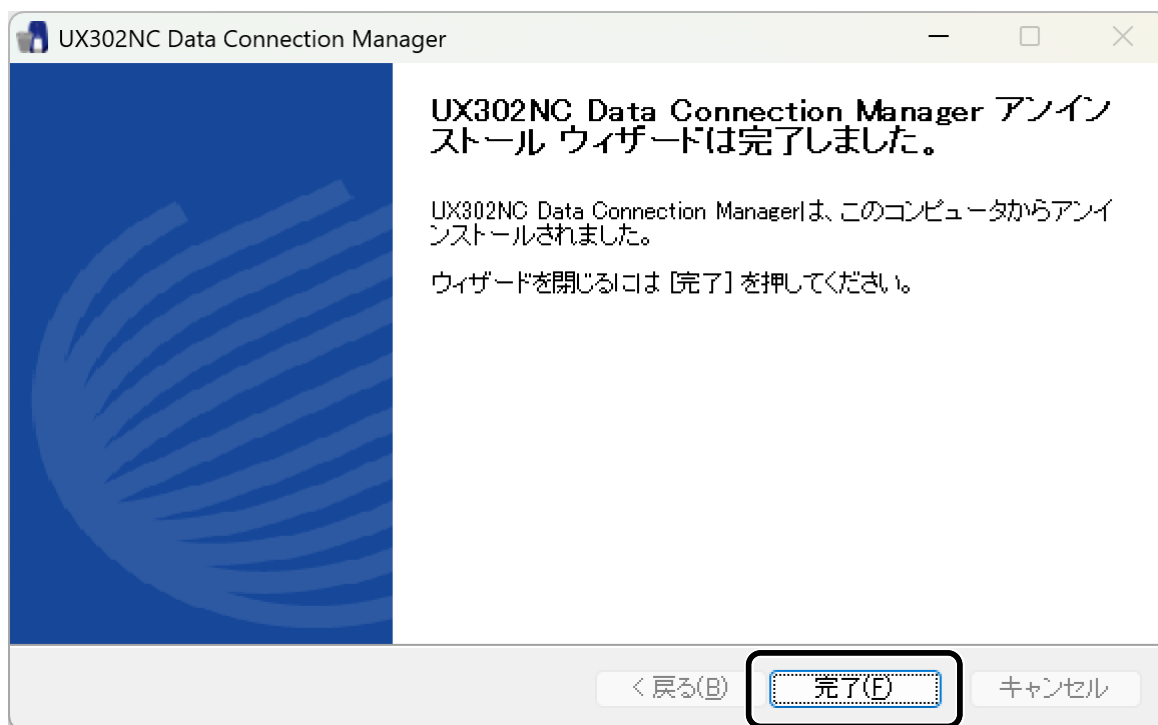 UX302NC Data Connection Manager
UX302NC Data Connection Manager アンイン
ストール ウィザードは完了しました。
UX302NC Data Connection Managerは、このコンピュータからアンイ
ンストールされました。
ウィザードを閉じるには [完了] を押してください。
< 戻る(B)
完了(F)
キャンセル